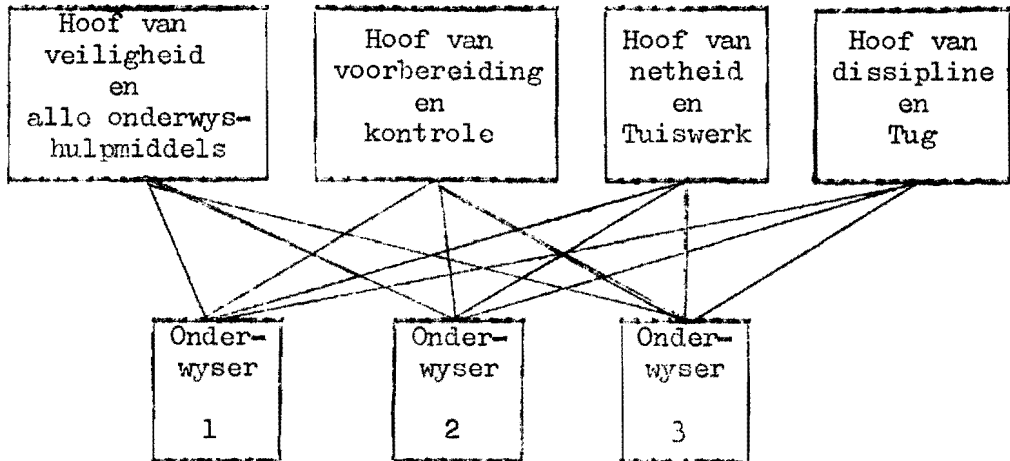 Hoof van
veiligheid
en
allo onderwys-
hulpmiddels
Hoof van
voorbereiding
en
kontrole
Hoof van
netheid
en
Tuiswerk
Hoof van
dissipline
en
Tug
Onder-
wyser
1
Onder-
wyser
2
Onder-
wyser
3